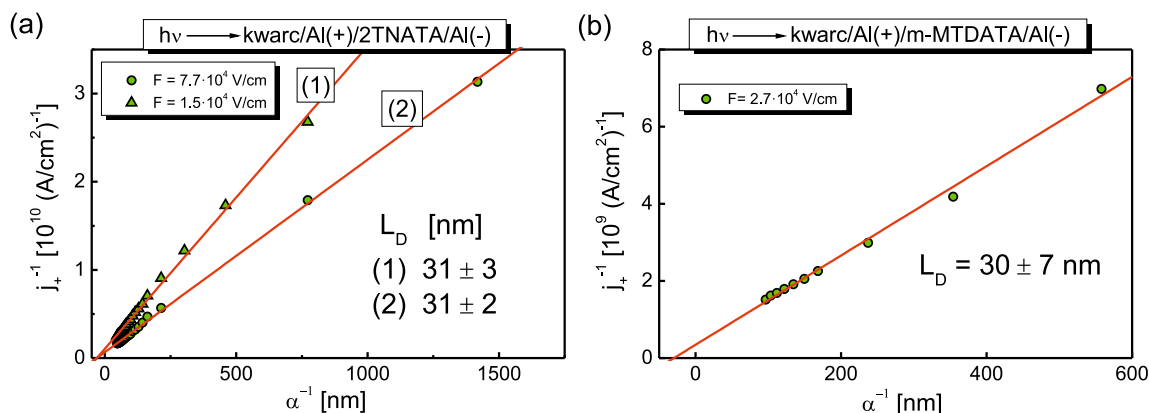 (a)
hν → kwarc/Al(+)/2TNATA/Al(-)
F = 7.7·10⁴ V/cm
F = 1.5·10⁴ V/cm
(1)
(2)
L_D [nm]
(1) 31 ± 3
(2) 31 ± 2
3
2
1
0
j₊⁻¹ [10¹⁰ (A/cm²)⁻¹]
0 500 1000 1500
α⁻¹ [nm]
(b)
hν → kwarc/Al(+)/m-MTDATA/Al(-)
F= 2.7·10⁴ V/cm
L_D = 30 ± 7 nm
8
6
4
2
0
j₊⁻¹ [10⁹ (A/cm²)⁻¹]
0 200 400 600
α⁻¹ [nm]